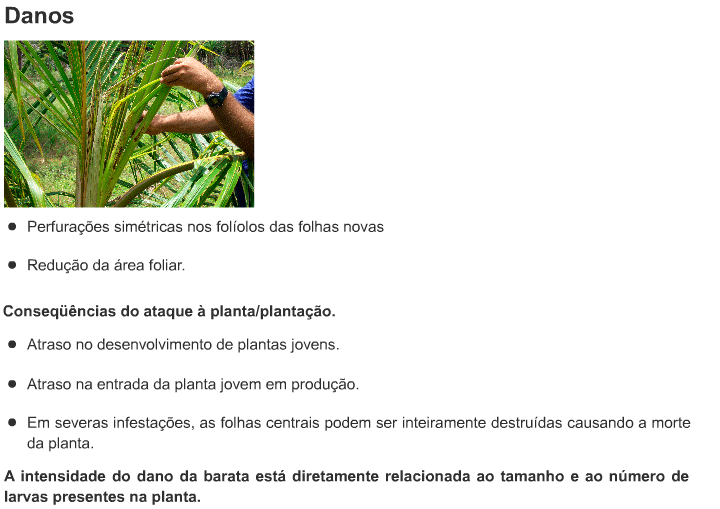 Danos
Perfurações simétricas nos folíolos das folhas novas
Redução da área foliar.
Conseqüências do ataque à planta/plantação.
Atraso no desenvolvimento de plantas jovens.
Atraso na entrada da planta jovem em produção.
Em severas infestações, as folhas centrais podem ser inteiramente destruídas causando a morte
da planta.
A intensidade do dano da barata está diretamente relacionada ao tamanho e ao número de
larvas presentes na planta.